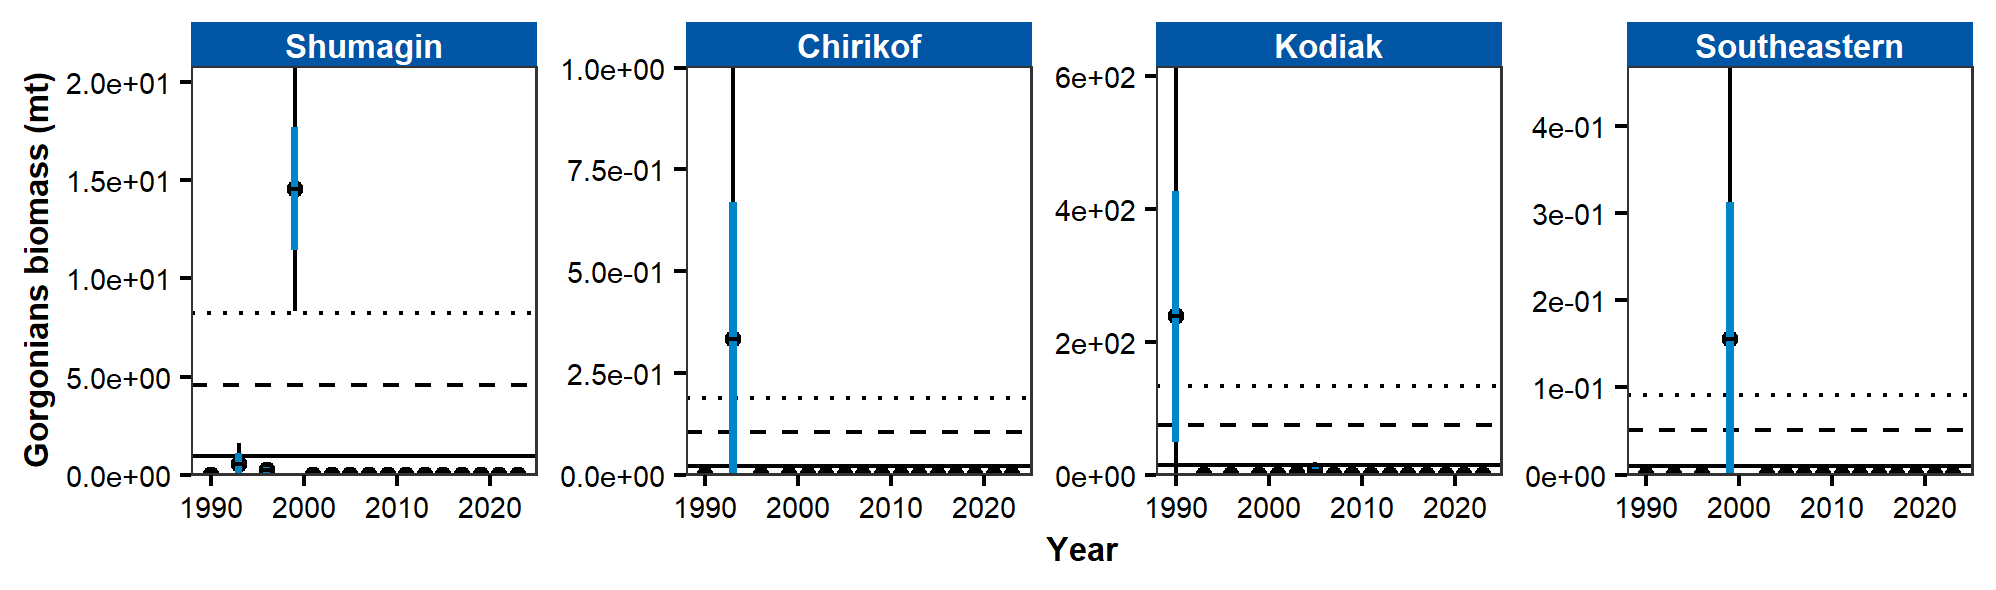 Shumagin
Chirikof
Kodiak
Southeastern
Gorgonians biomass (mt)
2.0e+01
1.5e+01
1.0e+01
5.0e+00
0.0e+00
1990 2000 2010 2020
1.0e+00
7.5e-01
5.0e-01
2.5e-01
0.0e+00
1990 2000 2010 2020
6e+02
4e+02
2e+02
0e+00
1990 2000 2010 2020
4e-01
3e-01
2e-01
1e-01
0e+00
1990 2000 2010 2020
Year